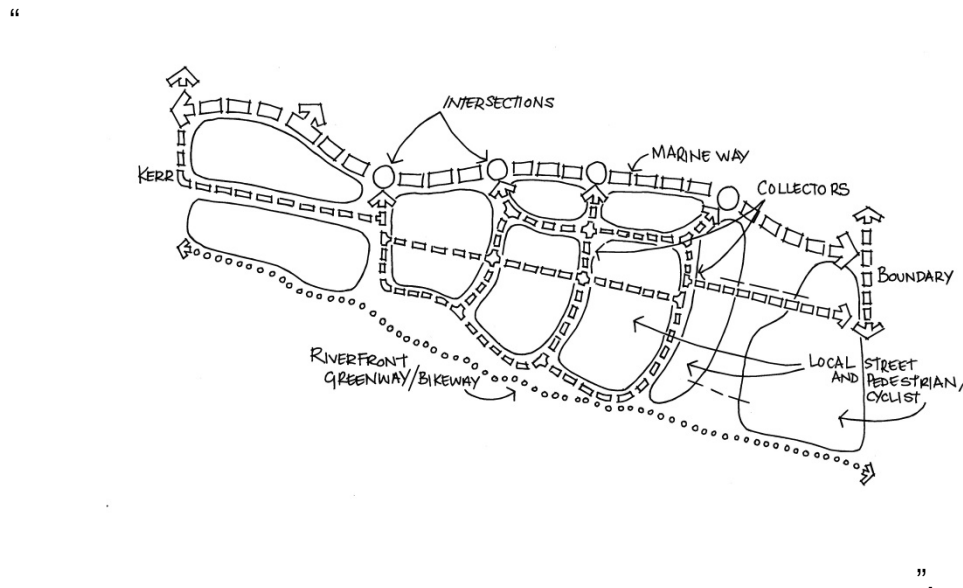 “
INTERSECTIONS
MARINE WAY
KERR
COLLECTORS
BOUNDARY
RIVERFRONT
GREENWAY/BIKEWAY
LOCAL STREET
AND PEDESTRIAN/
CYCLIST
”